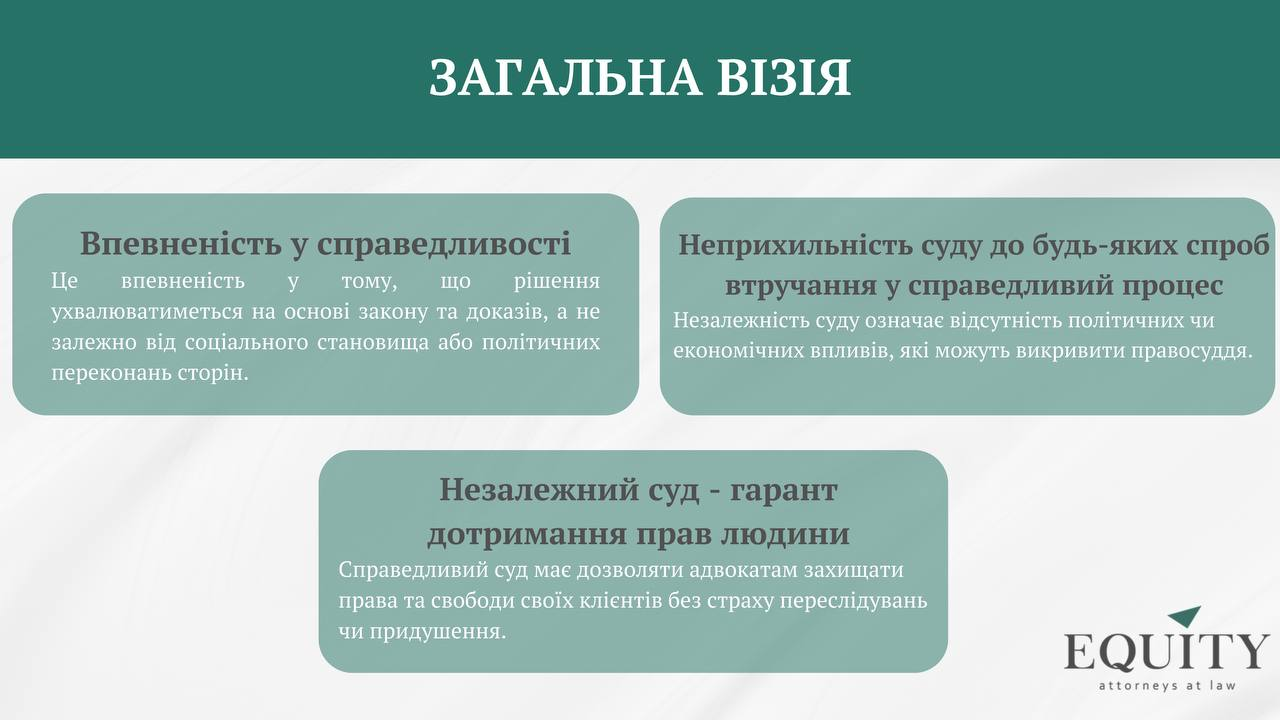 ЗАГАЛЬНА ВІЗІЯ
Впевненість у справедливості
Це впевненість у тому, що рішення
ухвалюватиметься на основі закону та доказів, а не
залежно від соціального становища або політичних
переконань сторін.
Неприхильність суду до будь-яких спроб
втручання у справедливий процес
Незалежність суду означає відсутність політичних чи
економічних впливів, які можуть викривити правосуддя.
Незалежний суд - гарант
дотримання прав людини
Справедливий суд має дозволяти адвокатам захищати
права та свободи своїх клієнтів без страху переслідувань
чи придушення.
EQUITY
attorneys at law